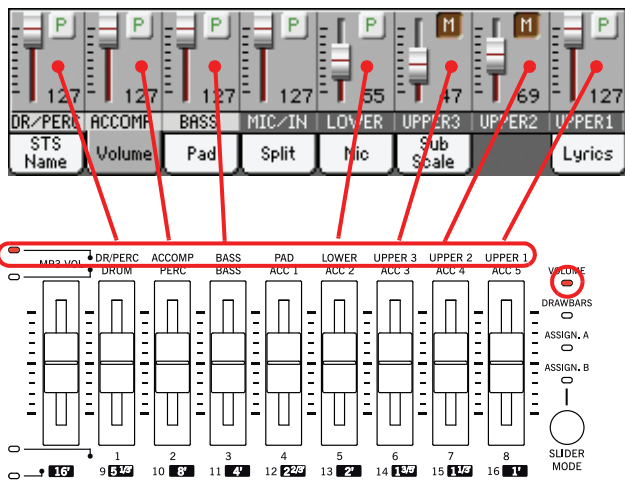 P P P P P M M P
127 127 127 127 55 47 69 127
DR/PERC ACCOMP BASS MIC/IN LOWER UPPER3 UPPER2 UPPER1
STS Name Volume Pad Split Mic Sub Scale Lyrics
MP3 VOL DR/PERC ACCOMP BASS PAD LOWER UPPER 3 UPPER 2 UPPER 1
DRUM PERC BASS ACC 1 ACC 2 ACC 3 ACC 4 ACC 5
VOLUME
DRAWBARS
ASSIGN. A
ASSIGN. B
SLIDER
MODE
1 2 3 4 5 6 7 8
16' 9 5 1/3' 10 8' 11 4' 12 2 2/3' 13 2' 14 1 3/5' 15 1 1/3' 16 1'